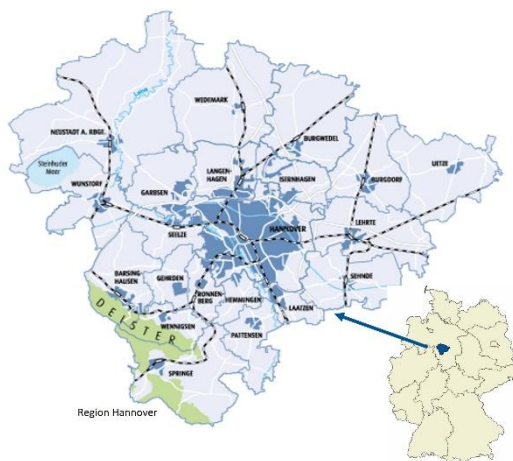 Leine
WEDEMARK
NEUSTADT A. RBGE.
BURGWEDEL
Steinhuder
Meer
UETZE
LANGEN-
HAGEN
ISERNHAGEN
WUNSTORF
GARBSEN
BURGDORF
SEELZE
LEHRTE
HANNOVER
BARSING-
HAUSEN
GEHRDEN
SEHNDE
RONNEN-
BERG
HEMMINGEN
LAATZEN
DEISTER
WENNIGSEN
PATTENSEN
SPRINGE
Region Hannover